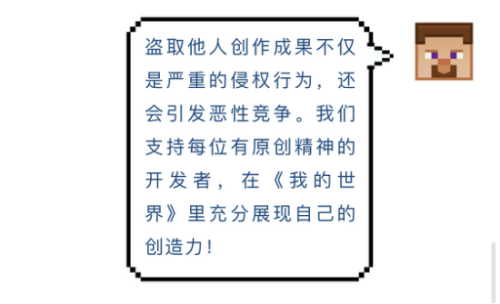 盗取他人创作成果不仅
是严重的侵权行为，还
会引发恶性竞争。我们
支持每位有原创精神的
开发者，在《我的世
界》里充分展现自己的
创造力！